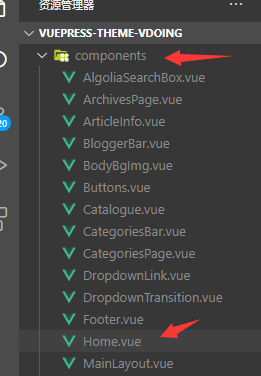 资源管理器
VUEPRESS-THEME-VDOING
components
AlgoliaSearchBox.vue
ArchivesPage.vue
ArticleInfo.vue
BloggerBar.vue
BodyBgImg.vue
Buttons.vue
Catalogue.vue
CategoriesBar.vue
CategoriesPage.vue
DropdownLink.vue
DropdownTransition.vue
Footer.vue
Home.vue
MainLayout.vue